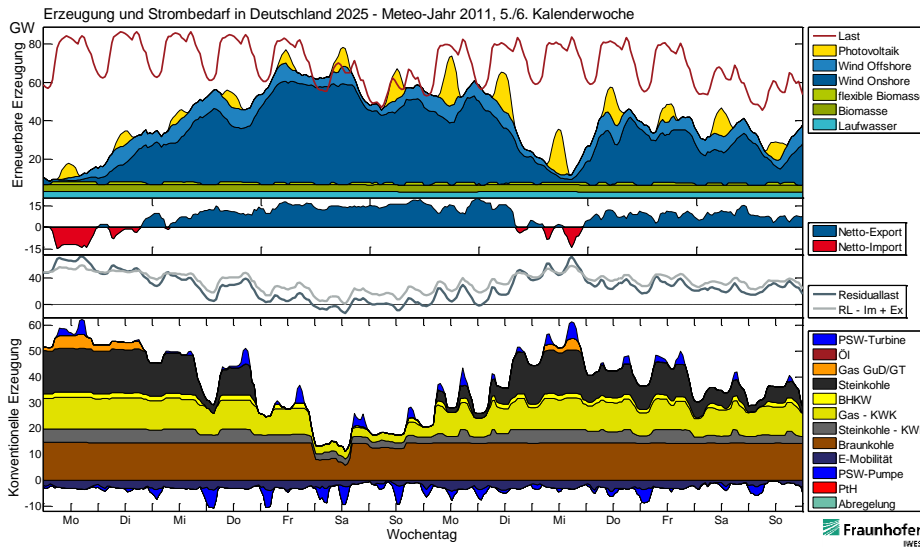 Erzeugung und Strombedarf in Deutschland 2025 - Meteo-Jahr 2011, 5./6. Kalenderwoche
GW
Erneuerbare Erzeugung
80
60
40
20
Last
Photovoltaik
Wind Offshore
Wind Onshore
flexible Biomasse
Biomasse
Laufwasser
15
0
-15
Netto-Export
Netto-Import
40
0
Residuallast
RL - Im + Ex
Konventionelle Erzeugung
60
50
40
30
20
10
0
-10
PSW-Turbine
Öl
Gas GuD/GT
Steinkohle
BHKW
Gas - KWK
Steinkohle - KW
Braunkohle
E-Mobilität
PSW-Pumpe
PtH
Abregelung
Mo Di Mi Do Fr Sa So Mo Di Mi Do Fr Sa So
Wochentag
Fraunhofer
IWES